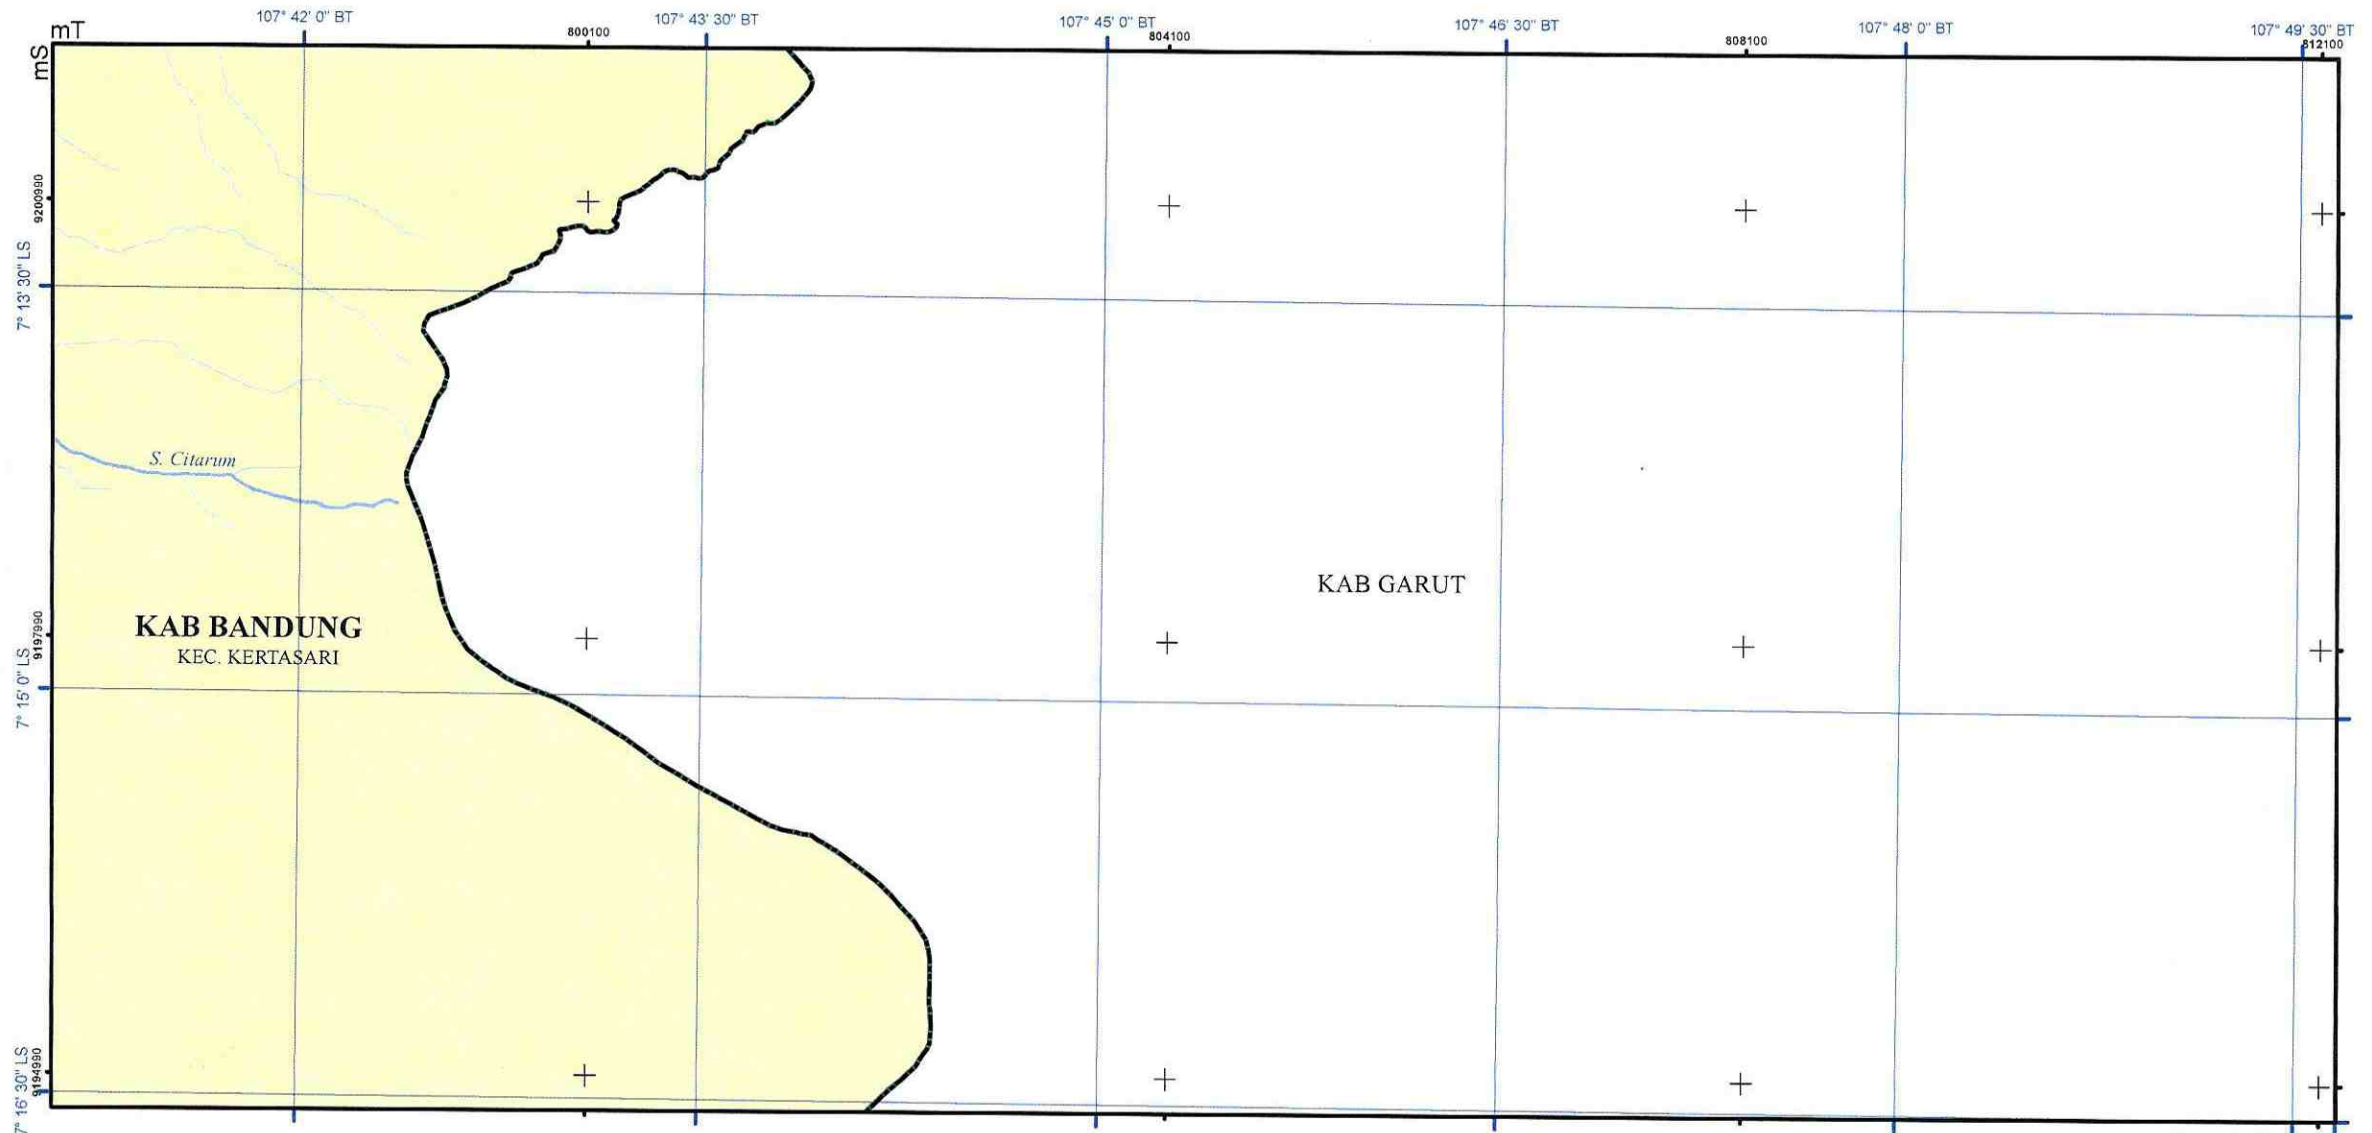 107° 42' 0" BT
107° 43' 30" BT
107° 45' 0" BT
107° 46' 30" BT
107° 48' 0" BT
107° 49' 30" BT
mT
800100
804100
808100
812100
mS
9200990
7° 13' 30" LS
S. Citarum
KAB GARUT
KAB BANDUNG
KEC. KERTASARI
9197990
7° 15' 0" LS
9194990
7° 16' 30" LS